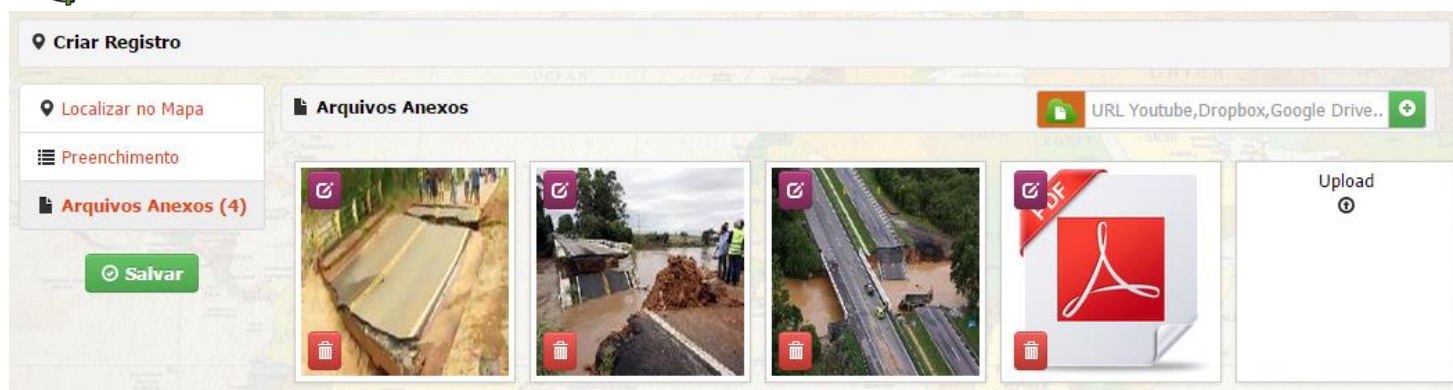 Criar Registro
Localizar no Mapa
Preenchimento
Arquivos Anexos (4)
Salvar
Arquivos Anexos
URL Youtube,Dropbox,Google Drive..
PDF
Upload